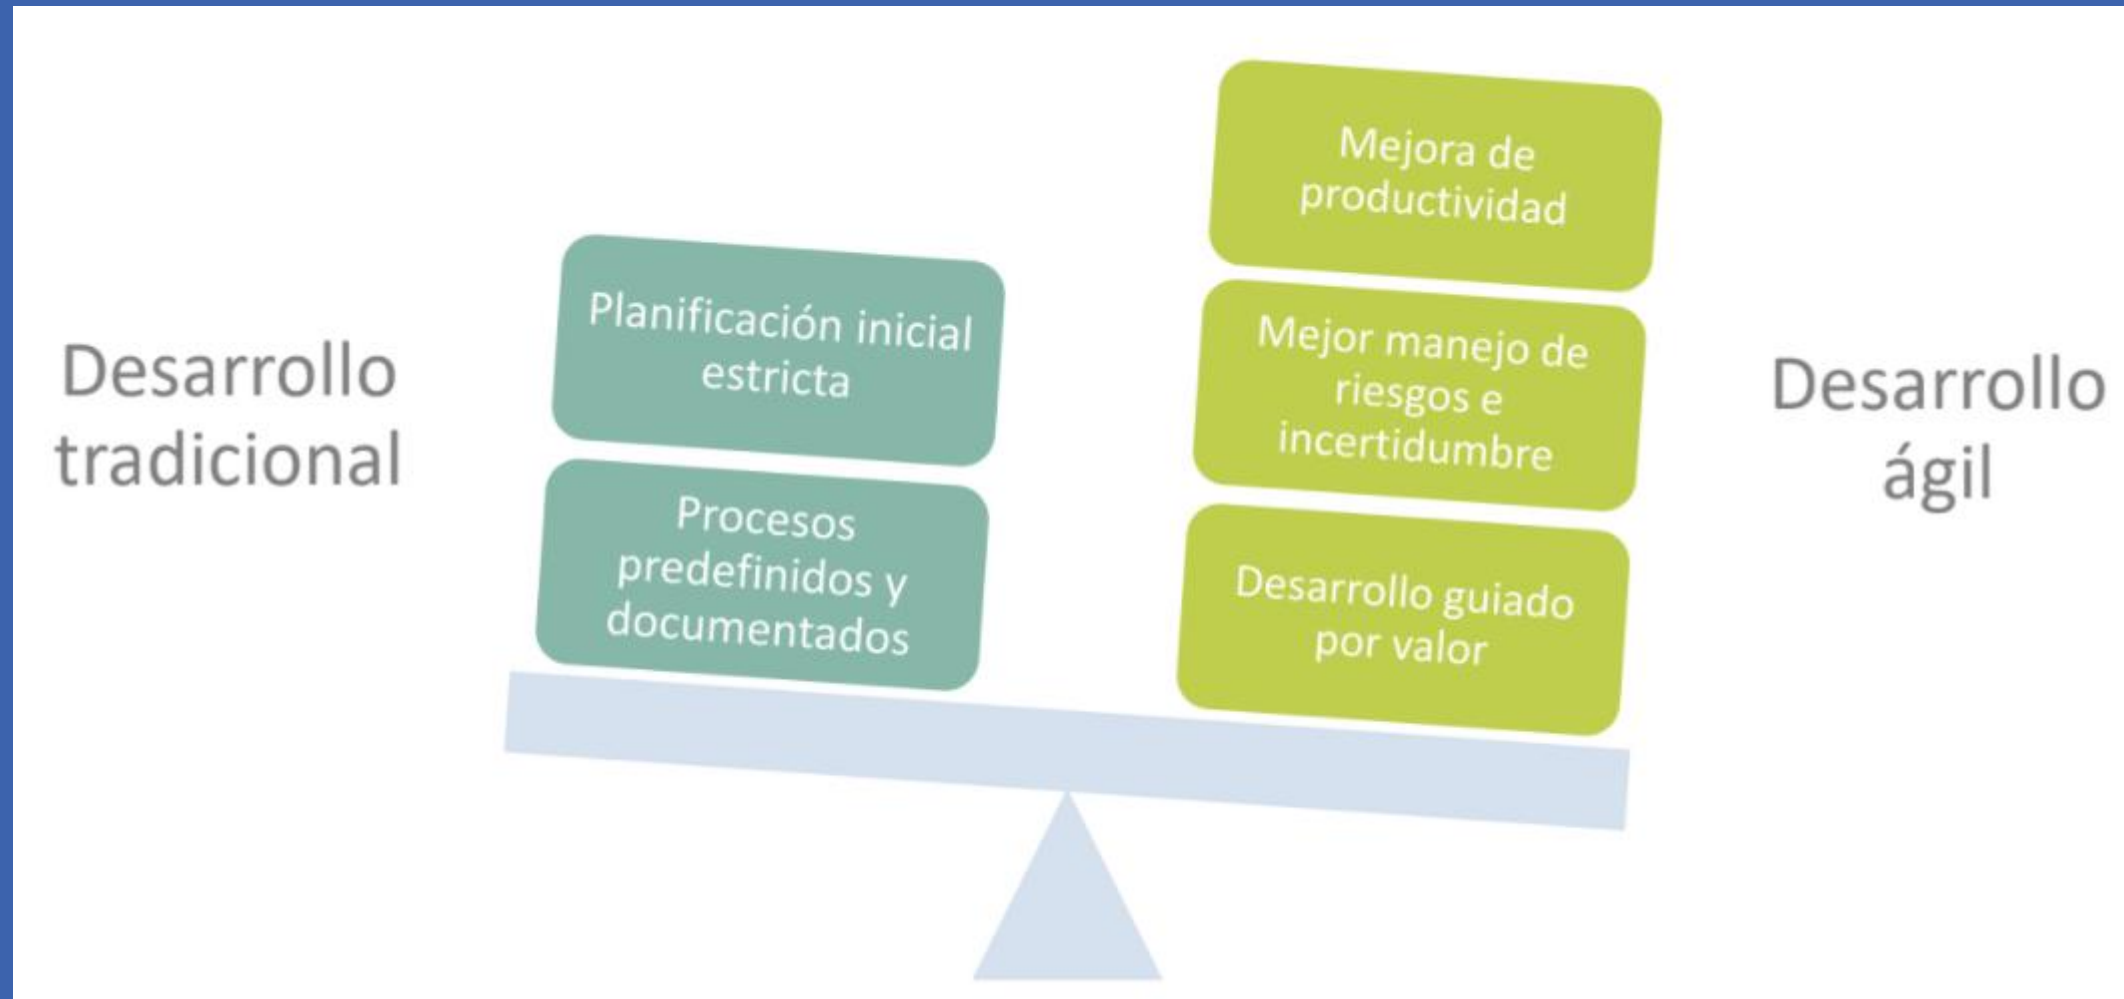 Desarrollo
tradicional
Planificación inicial
estricta
Procesos
predefinidos y
documentados
Mejora de
productividad
Mejor manejo de
riesgos e
incertidumbre
Desarrollo guiado
por valor
Desarrollo
ágil